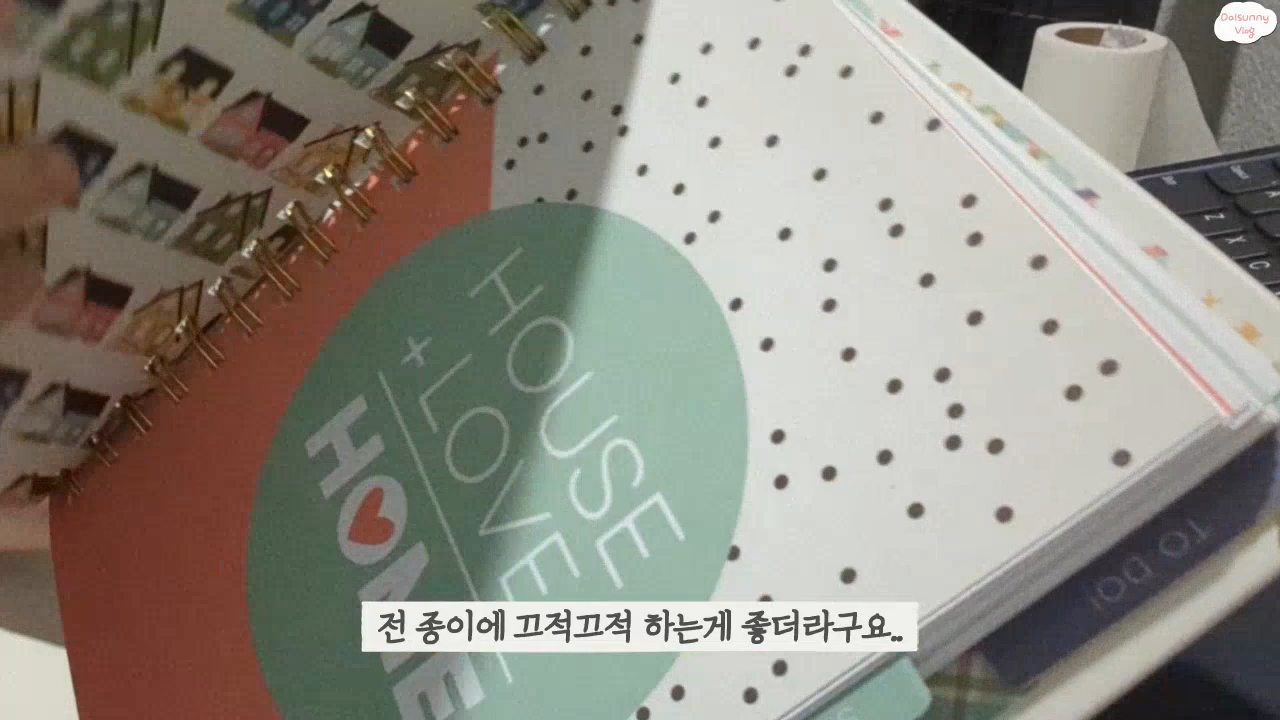 Dalsunny
Vlog
HOUSE
+ LOVE
HOME
TO DO!
Z
X
C
전 종이에 끄적끄적 하는게 좋더라구요..